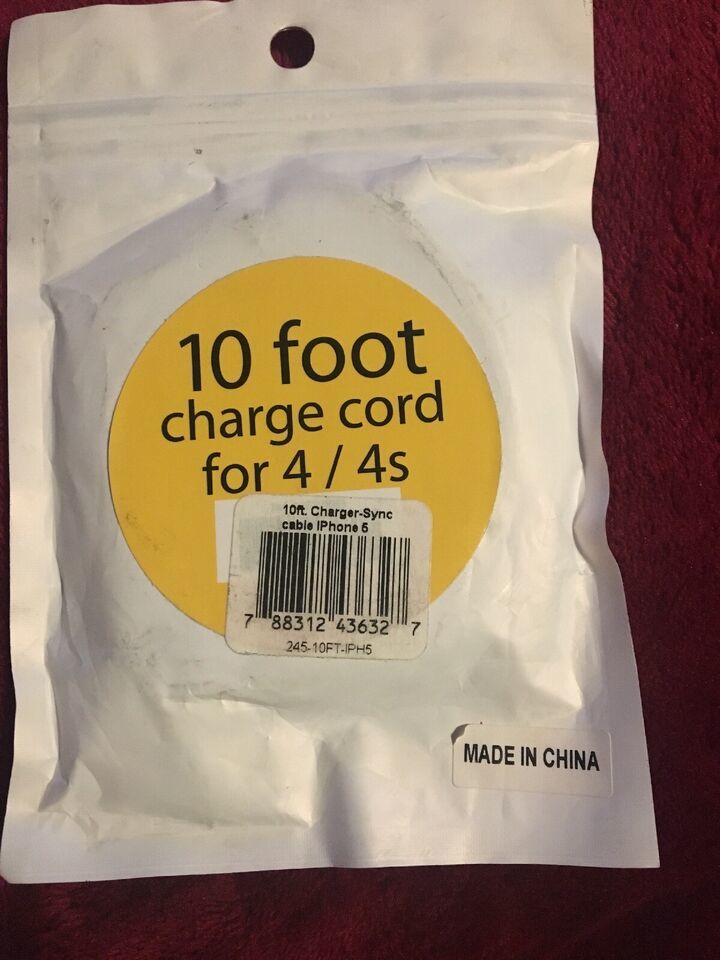 10 foot
charge cord
for 4 / 4s
10ft. Charger-Sync
cable IPhone 5
7 88312 43632 7
245-10FT-IPH5
MADE IN CHINA